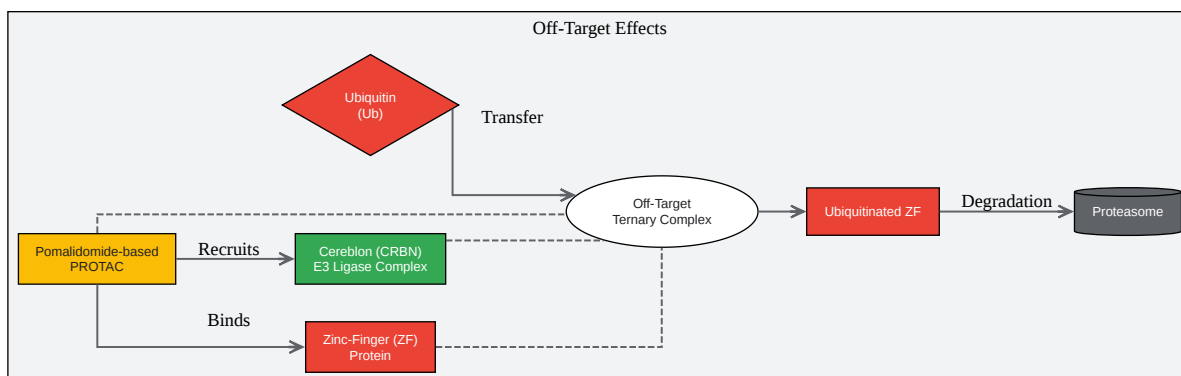 Off-Target Effects
Ubiquitin
(Ub)
Transfer
Off-Target
Ternary Complex
Ubiquitinated ZF
Degradation
Proteasome
Pomalidomide-based
PROTAC
Recruits
Cereblon (CRBN)
E3 Ligase Complex
Binds
Zinc-Finger (ZF)
Protein